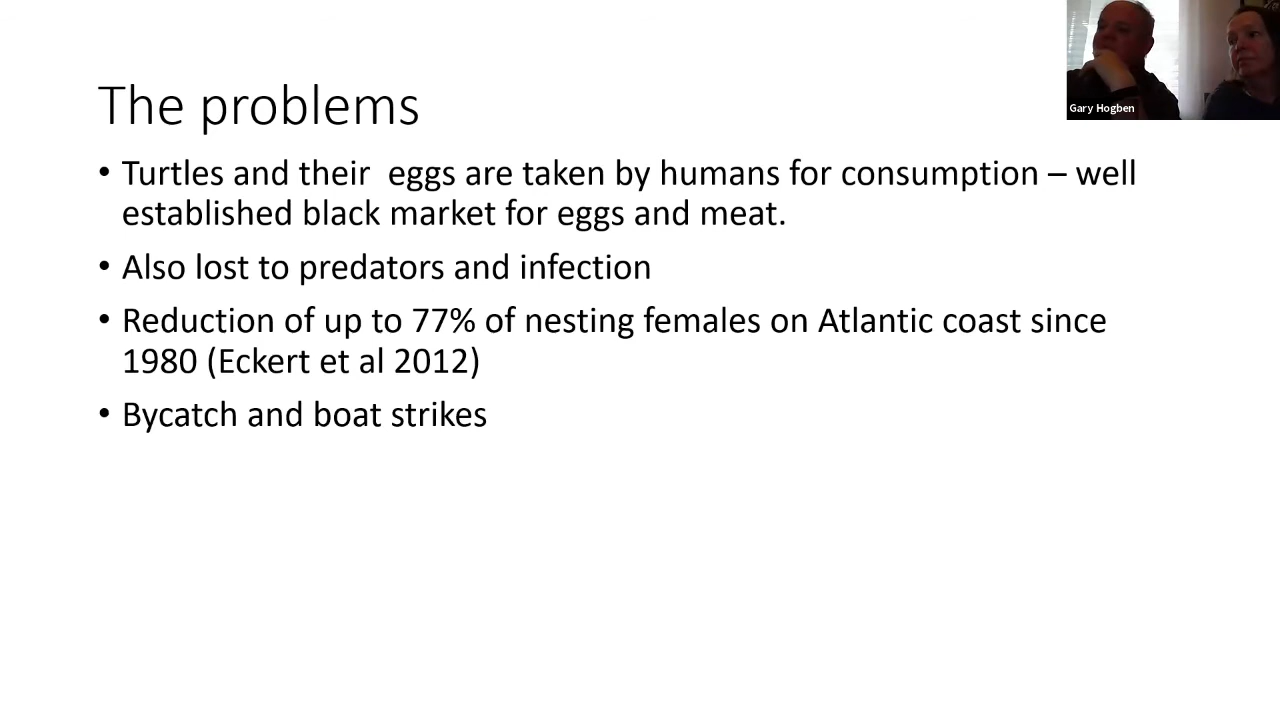 The problems
• Turtles and their  eggs are taken by humans for consumption – well
established black market for eggs and meat.
• Also lost to predators and infection
• Reduction of up to 77% of nesting females on Atlantic coast since
1980 (Eckert et al 2012)
• Bycatch and boat strikes
Gary Hogben